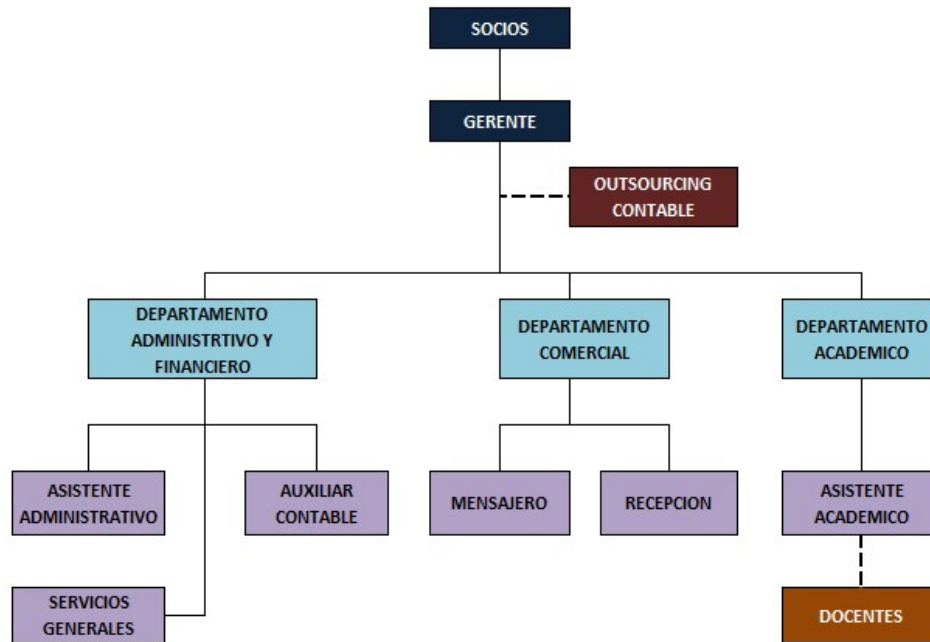 SOCIOS
GERENTE
OUTSOURCING
CONTABLE
DEPARTAMENTO
ADMINISTRTIVO Y
FINANCIERO
DEPARTAMENTO
COMERCIAL
DEPARTAMENTO
ACADEMICO
ASISTENTE
ADMINISTRATIVO
AUXILIAR
CONTABLE
MENSAJERO
RECEPCION
ASISTENTE
ACADEMICO
SERVICIOS
GENERALES
DOCENTES